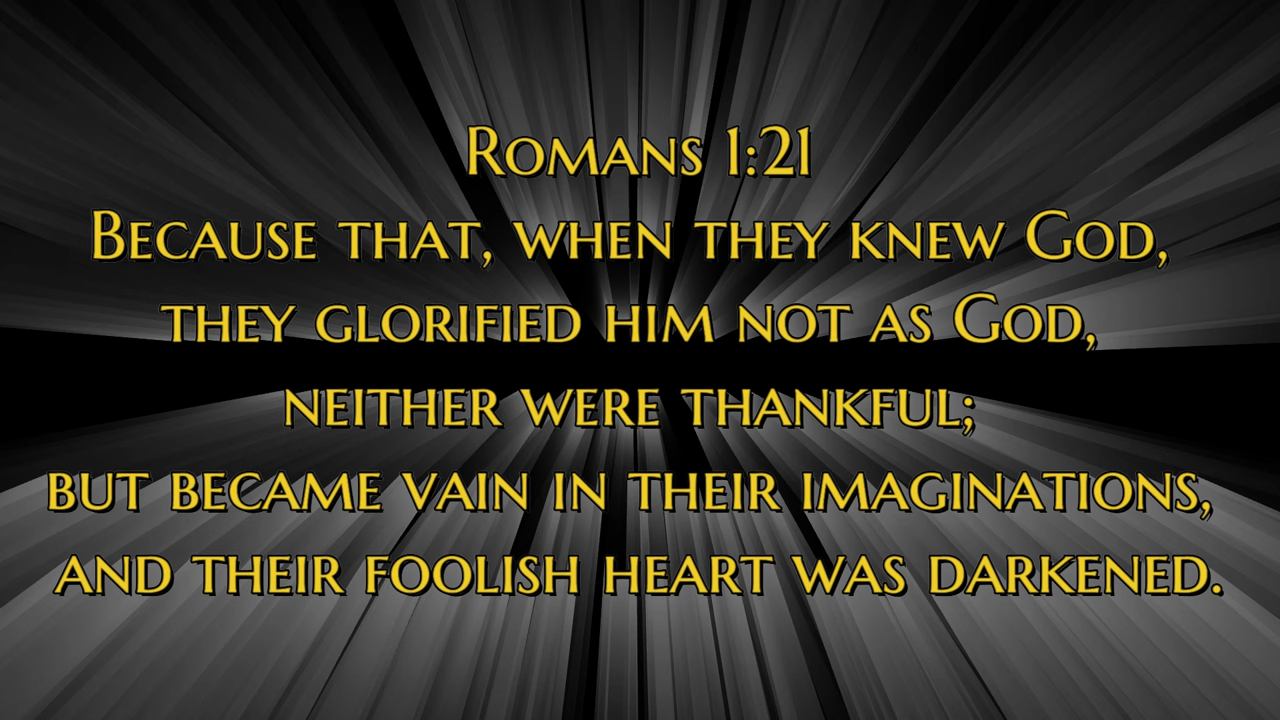 Romans 1:21
Because that, when they knew God,
they glorified him not as God,
neither were thankful;
but became vain in their imaginations,
and their foolish heart was darkened.